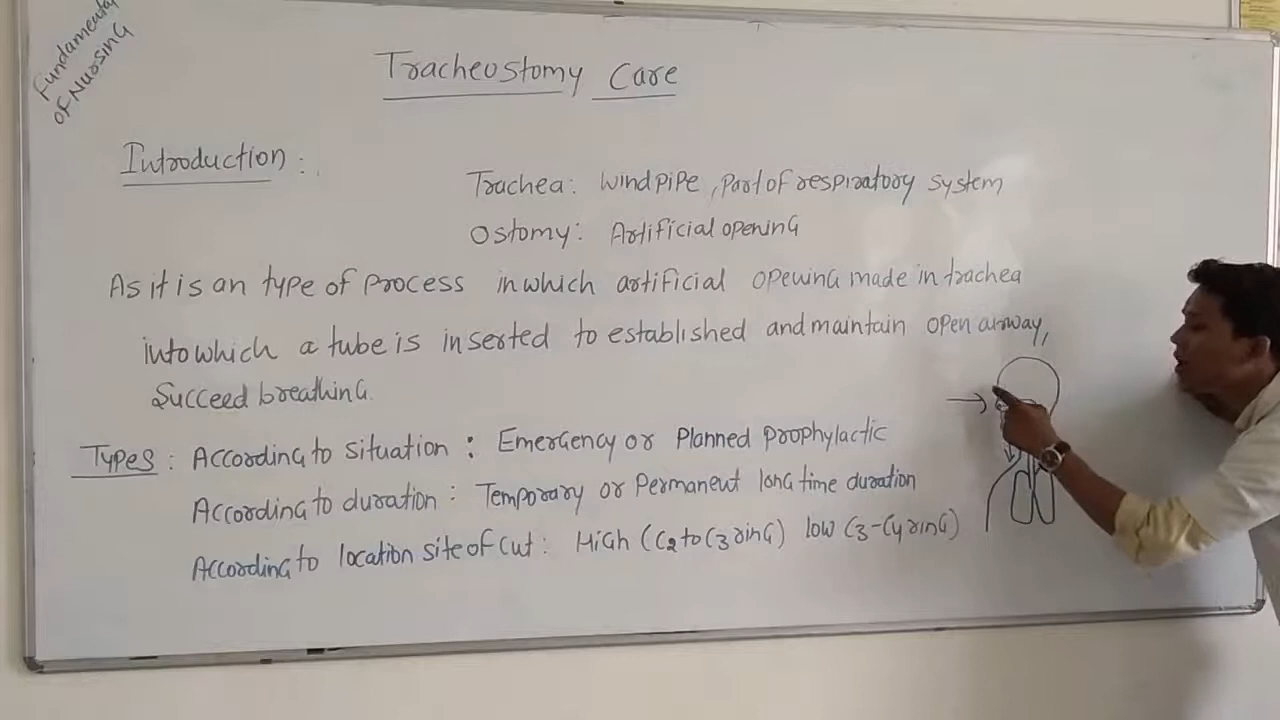 Fundamental
of Nursing
Tracheostomy Care
Introduction :
Trachea: Windpipe, part of respiratory system
Ostomy: Artificial opening
As it is an type of process in which artificial opening made in trachea
into which a tube is inserted to established and maintain open airway,
Succeed breathing.
Types : According to situation : Emergency or Planned prophylactic
According to duration : Temporary or Permanent long time duration
According to location site of cut : High (C2 to C3 ring) low C3-C4 ring)